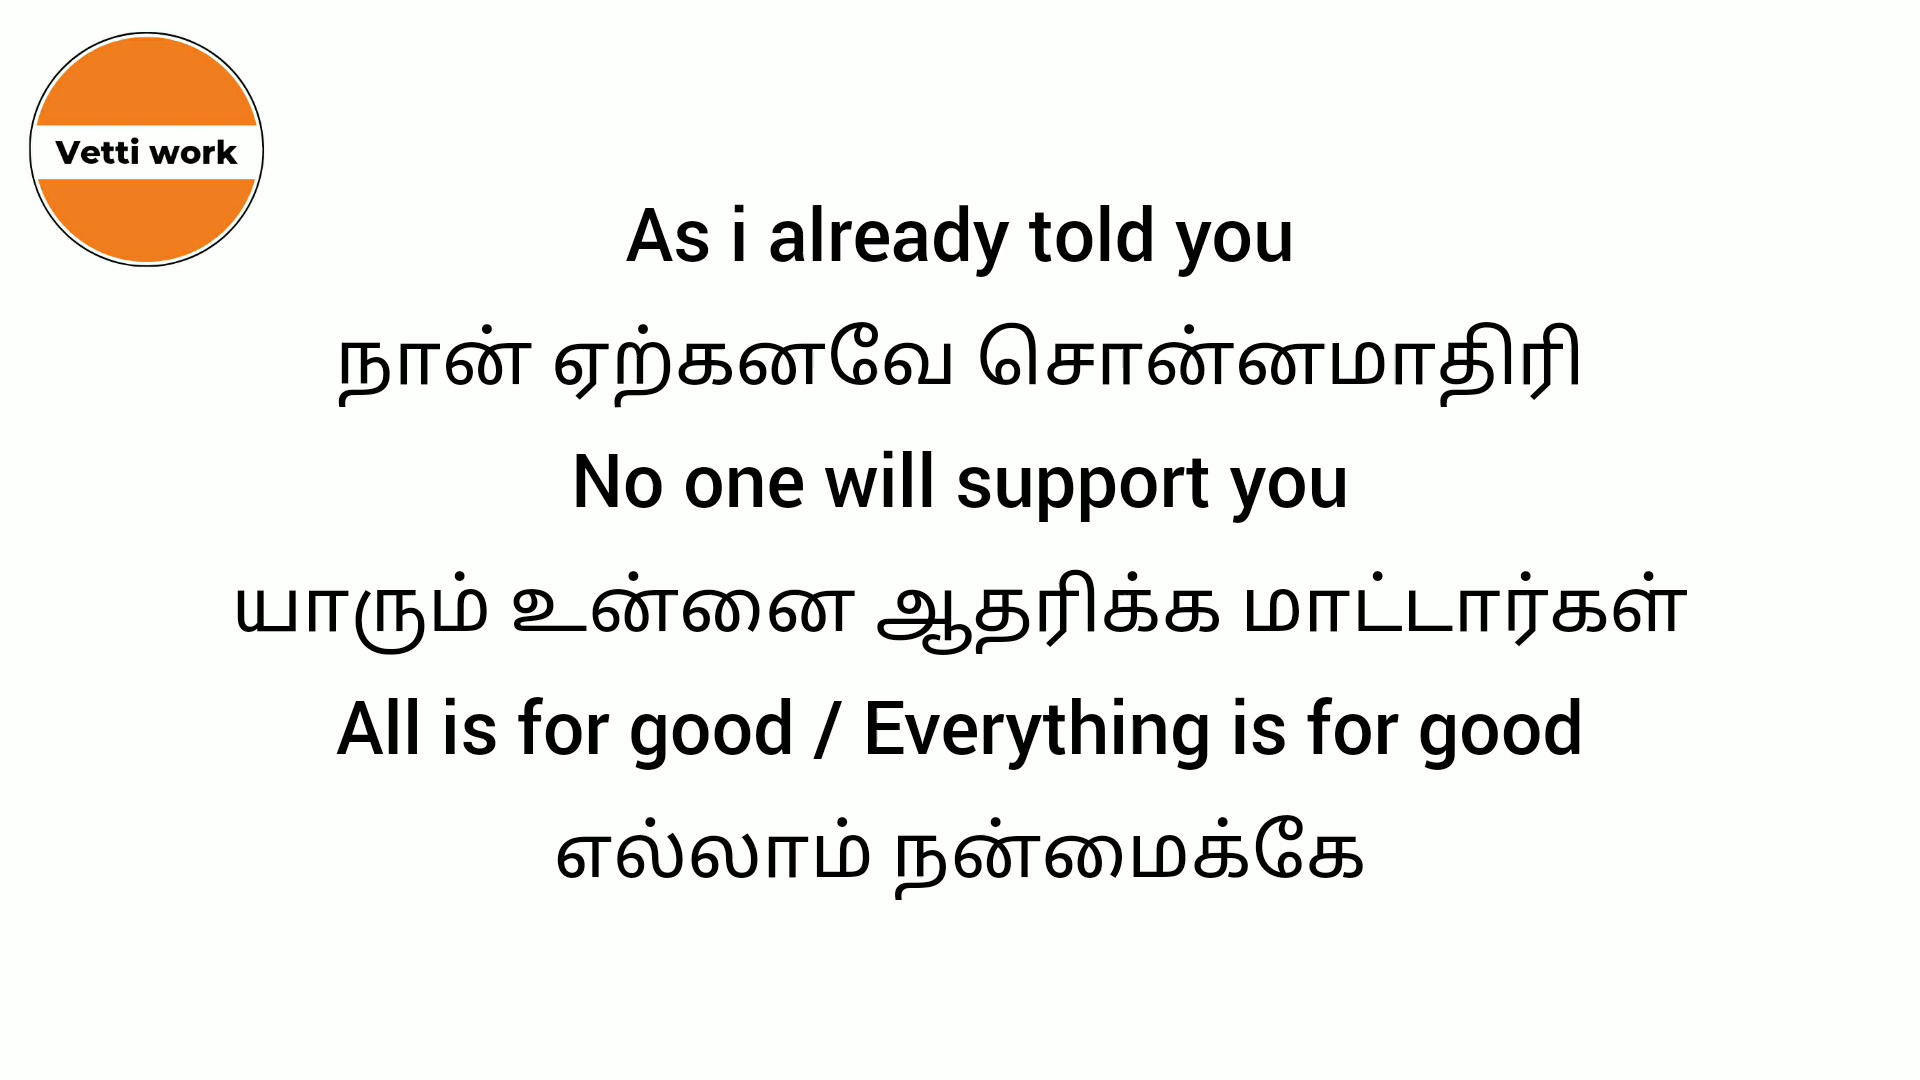 Vetti work
As i already told you
நான் ஏற்கனவே சொன்னமாதிரி
No one will support you
யாரும் உன்னை ஆதரிக்க மாட்டார்கள்
All is for good / Everything is for good
எல்லாம் நன்மைக்கே